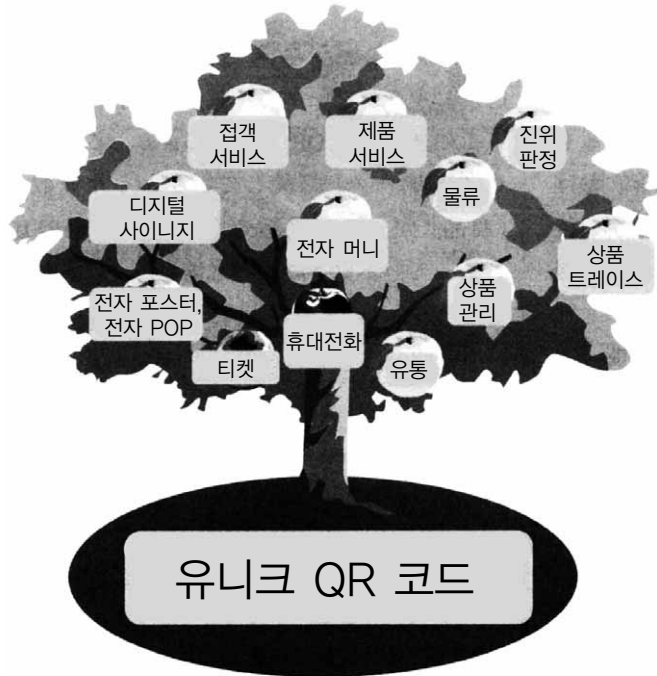 접객
서비스
제품
서비스
진위
판정
물류
디지털
사이니지
전자 머니
상품
트레이스
전자 포스터,
전자 POP
상품
관리
휴대전화
티켓
유통
유니크 QR 코드